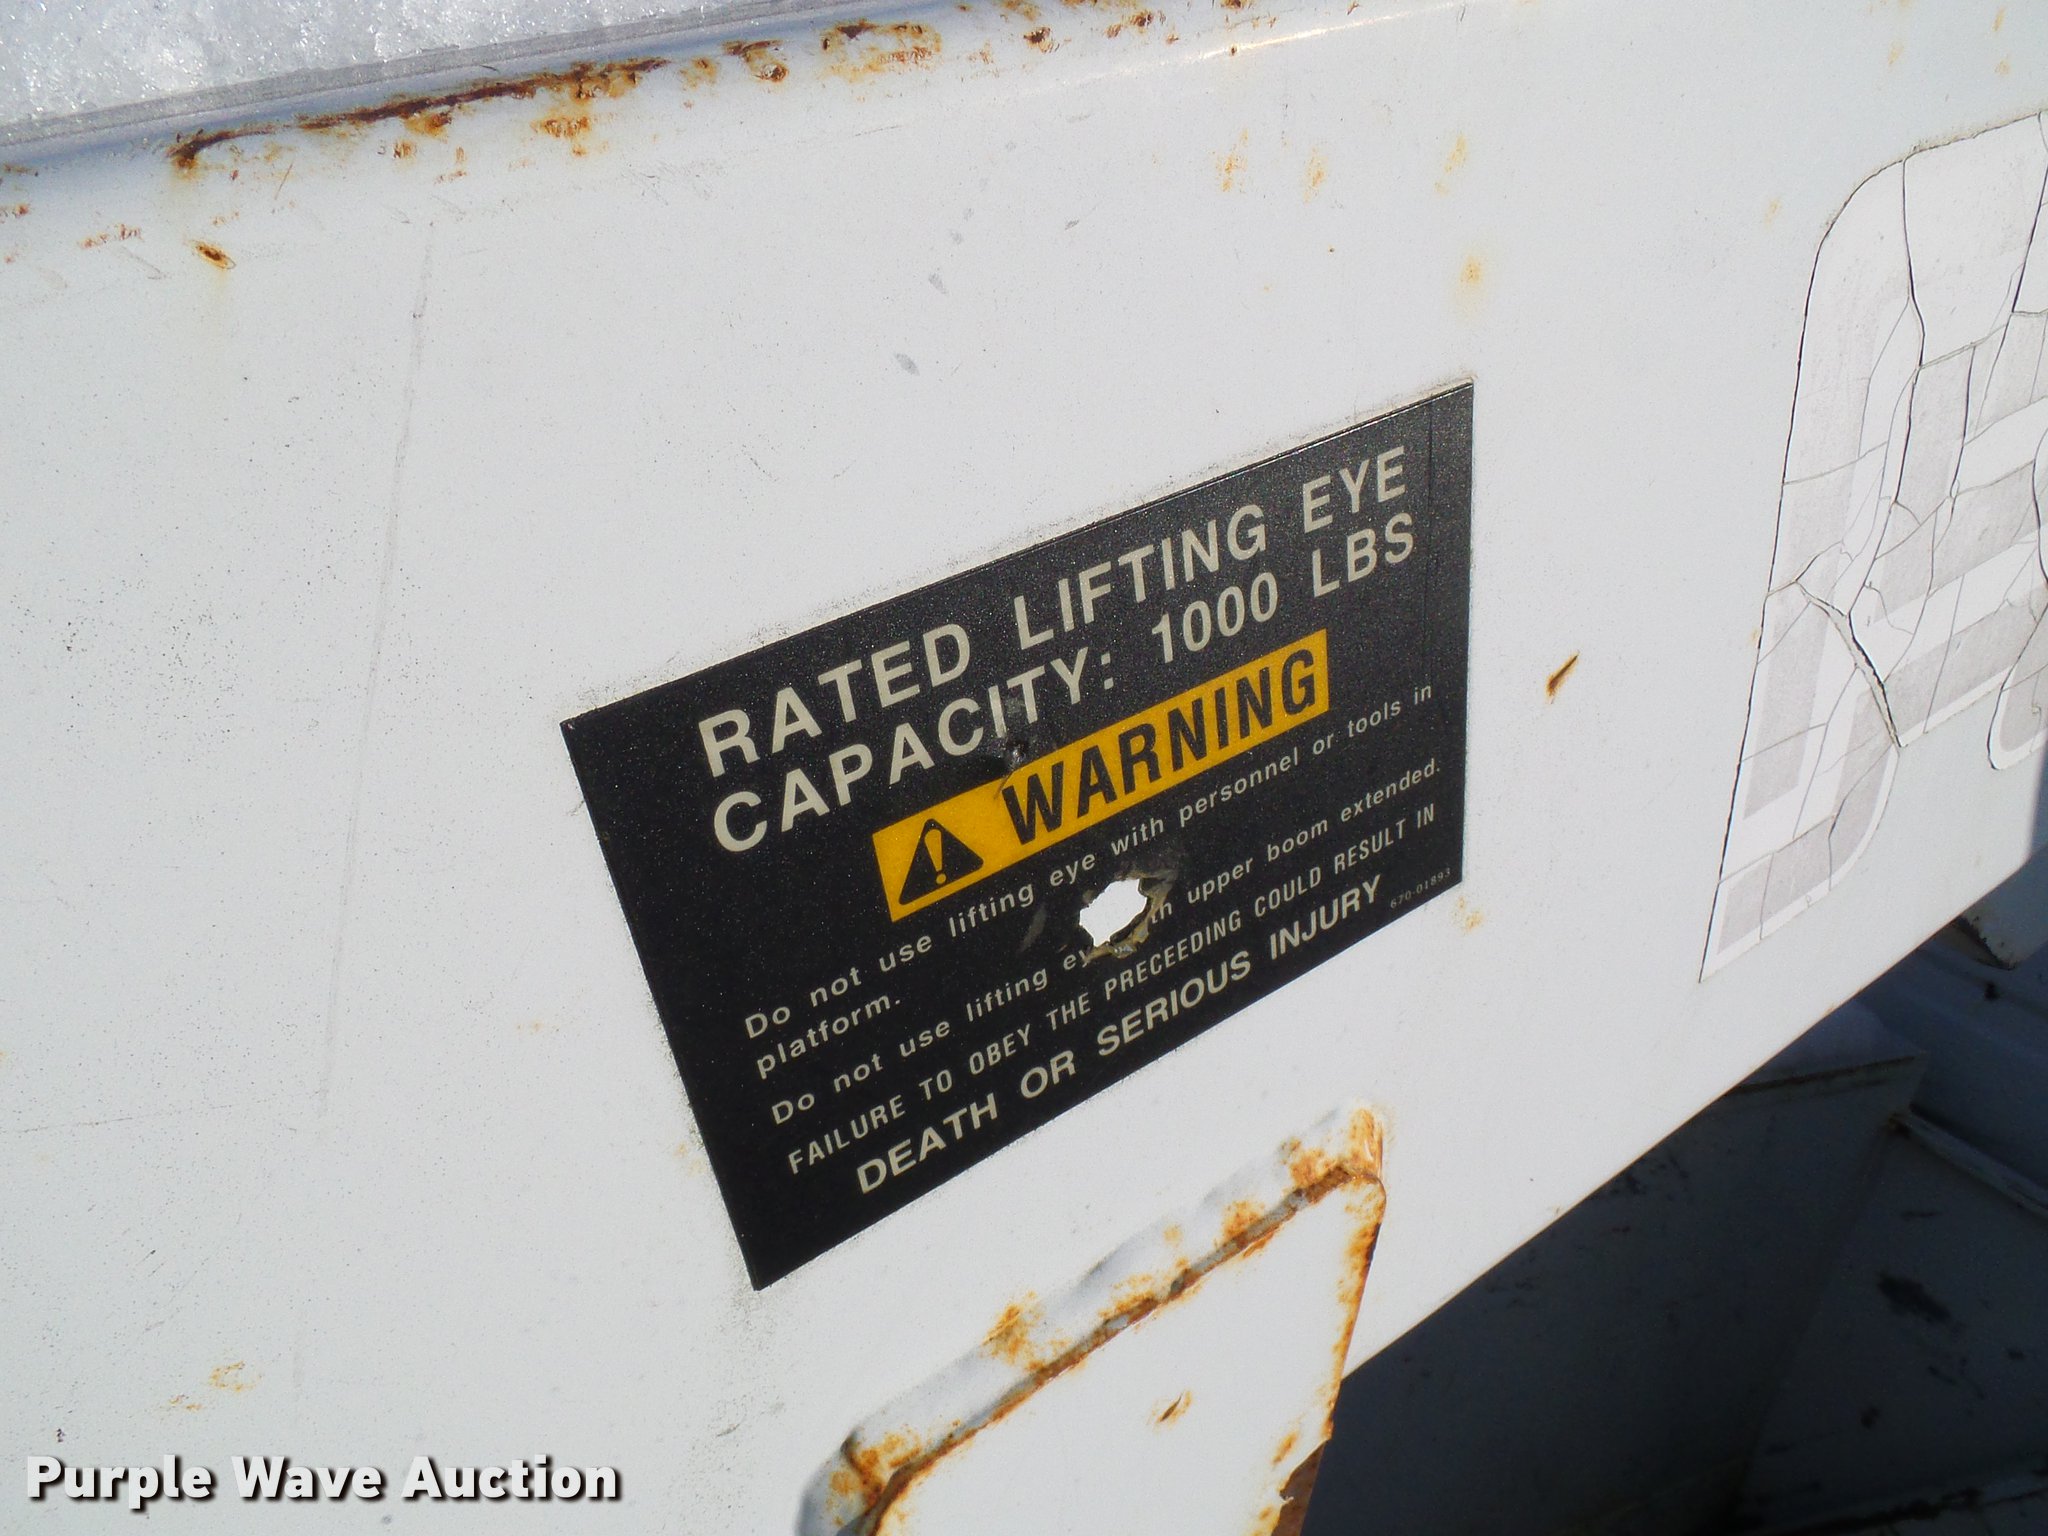 RATED LIFTING EYE
CAPACITY: 1000 LBS
WARNING
Do not use lifting eye with personnel or tools in
platform.
Do not use lifting upper boom extended.
FAILURE TO OBEY THE PRECEEDING COULD RESULT IN
DEATH OR SERIOUS INJURY
670-01893
Purple Wave Auction